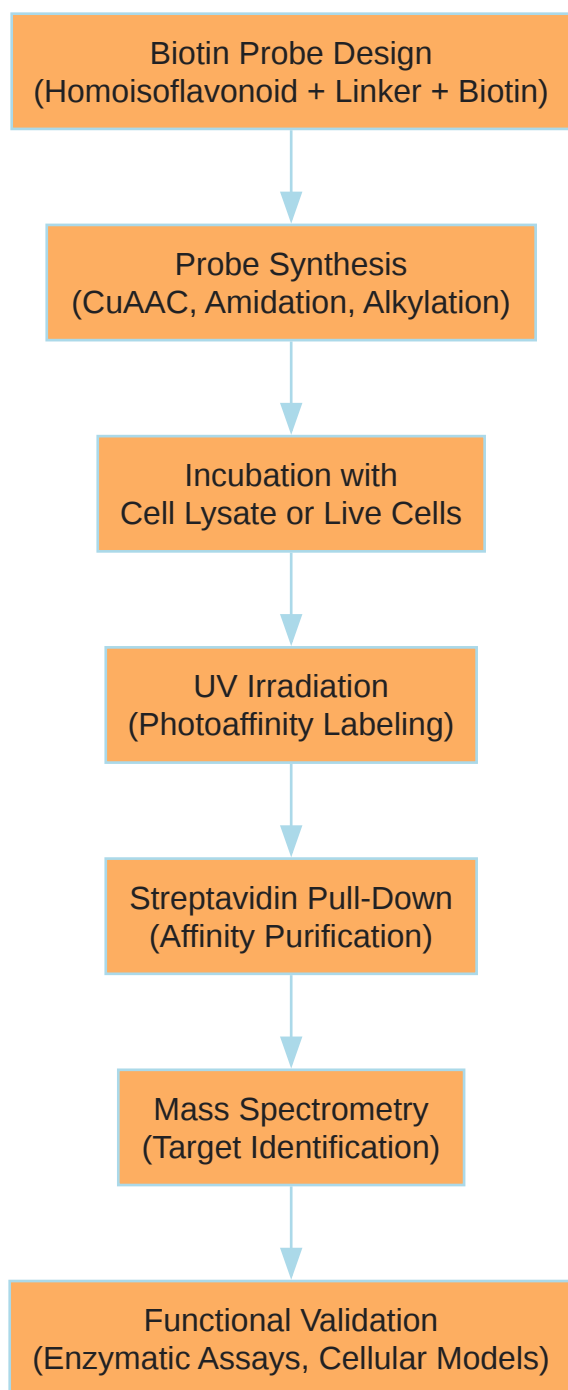 Biotin Probe Design
(Homoisoflavonoid + Linker + Biotin)
Probe Synthesis
(CuAAC, Amidation, Alkylation)
Incubation with
Cell Lysate or Live Cells
UV Irradiation
(Photoaffinity Labeling)
Streptavidin Pull-Down
(Affinity Purification)
Mass Spectrometry
(Target Identification)
Functional Validation
(Enzymatic Assays, Cellular Models)